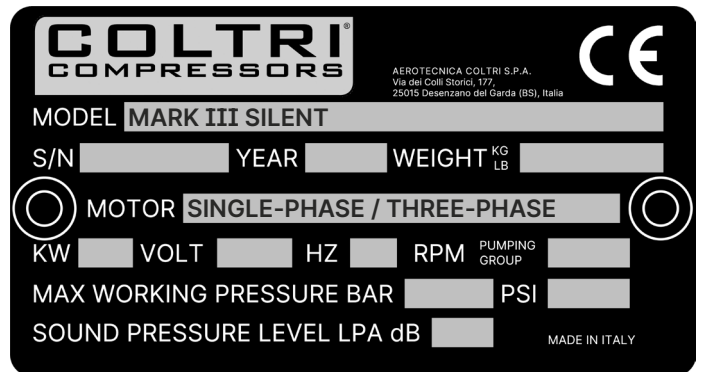 COLTRI®
COMPRESSORS
AEROTECNICA COLTRI S.P.A.
Via dei Colli Storici, 177,
25015 Desenzano del Garda (BS), Italia
CE
MODEL MARK III SILENT
S/N YEAR WEIGHT KG LB
MOTOR SINGLE-PHASE / THREE-PHASE
KW VOLT HZ RPM PUMPING GROUP
MAX WORKING PRESSURE BAR PSI
SOUND PRESSURE LEVEL LPA dB MADE IN ITALY